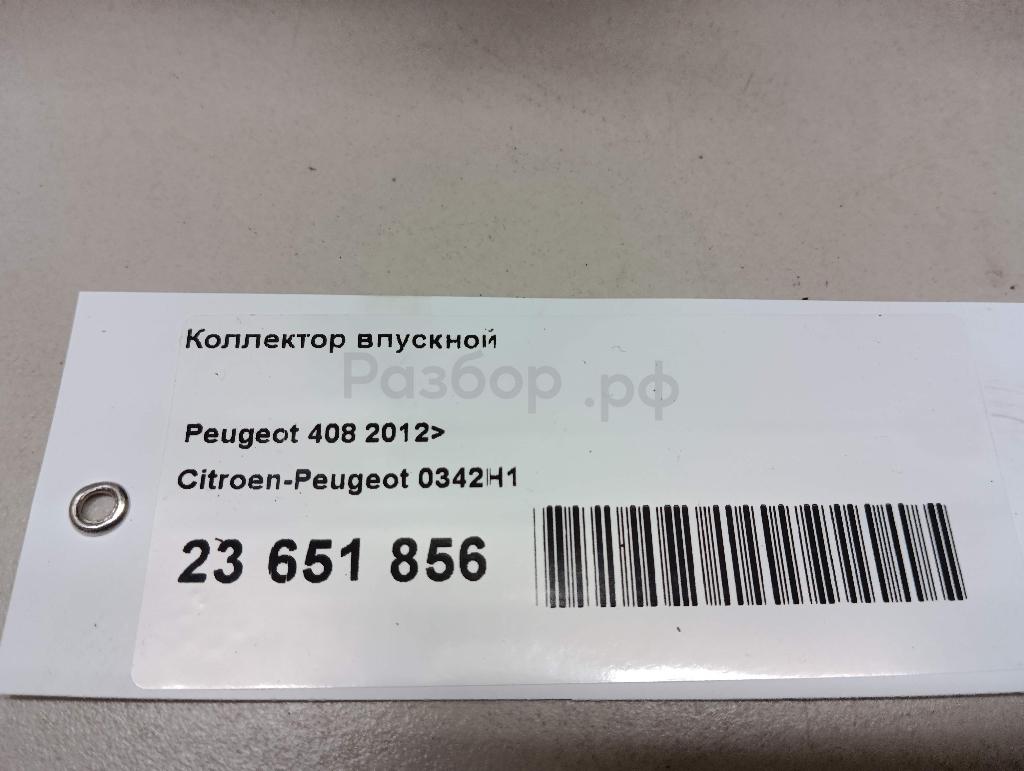 Коллектор впускной
Разбор.рф
Peugeot 408 2012>
Citroen-Peugeot 0342H1
23 651 856